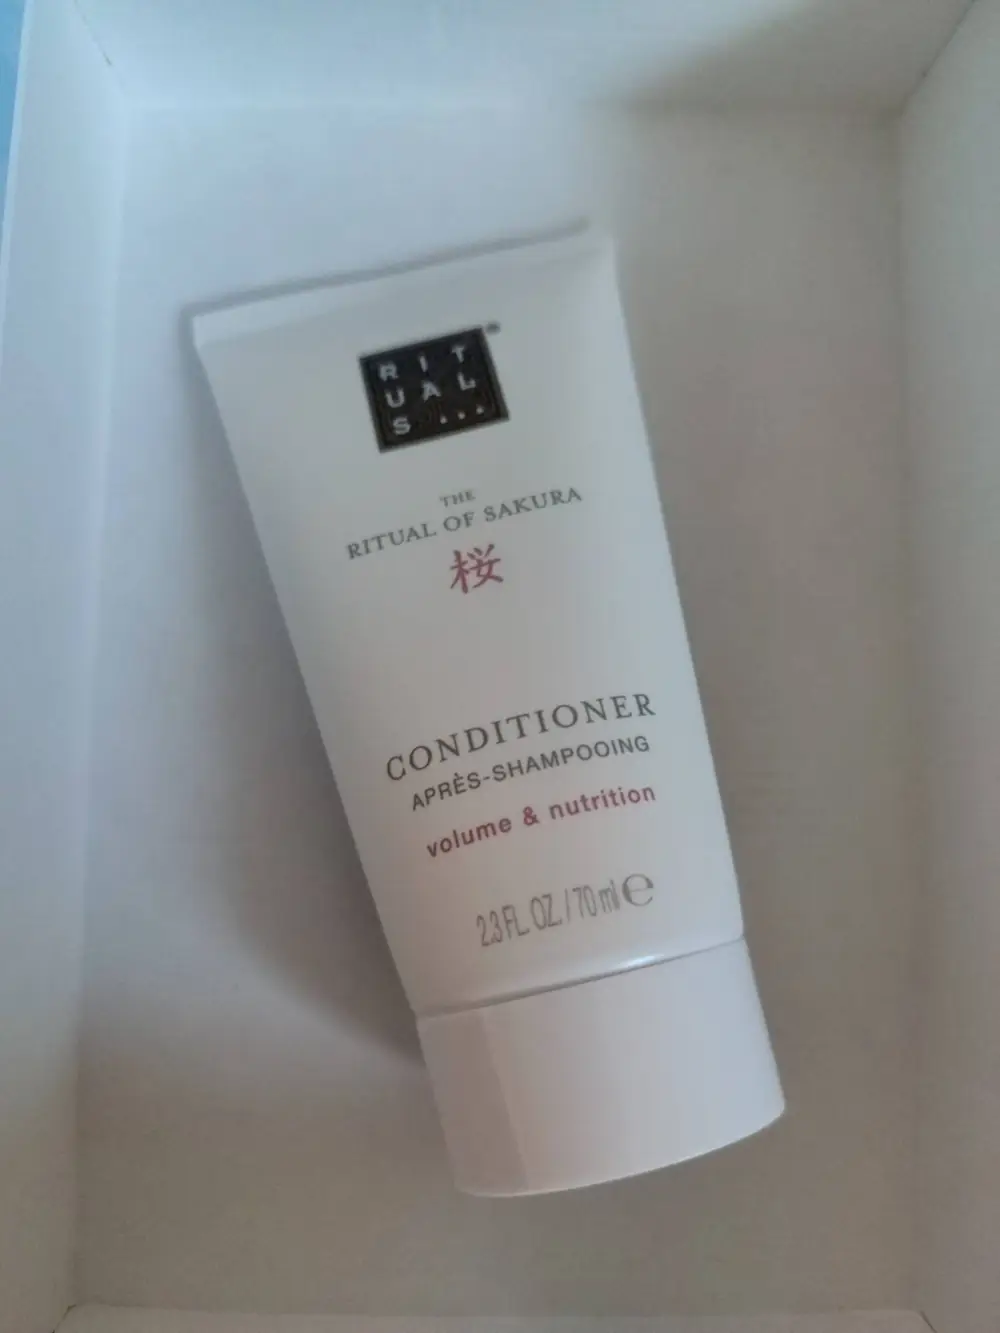 RIT
UAL
S...
THE
RITUAL OF SAKURA
桜
CONDITIONER
APRÈS-SHAMPOOING
volume & nutrition
2.3 FL. OZ. / 70 ml ℮